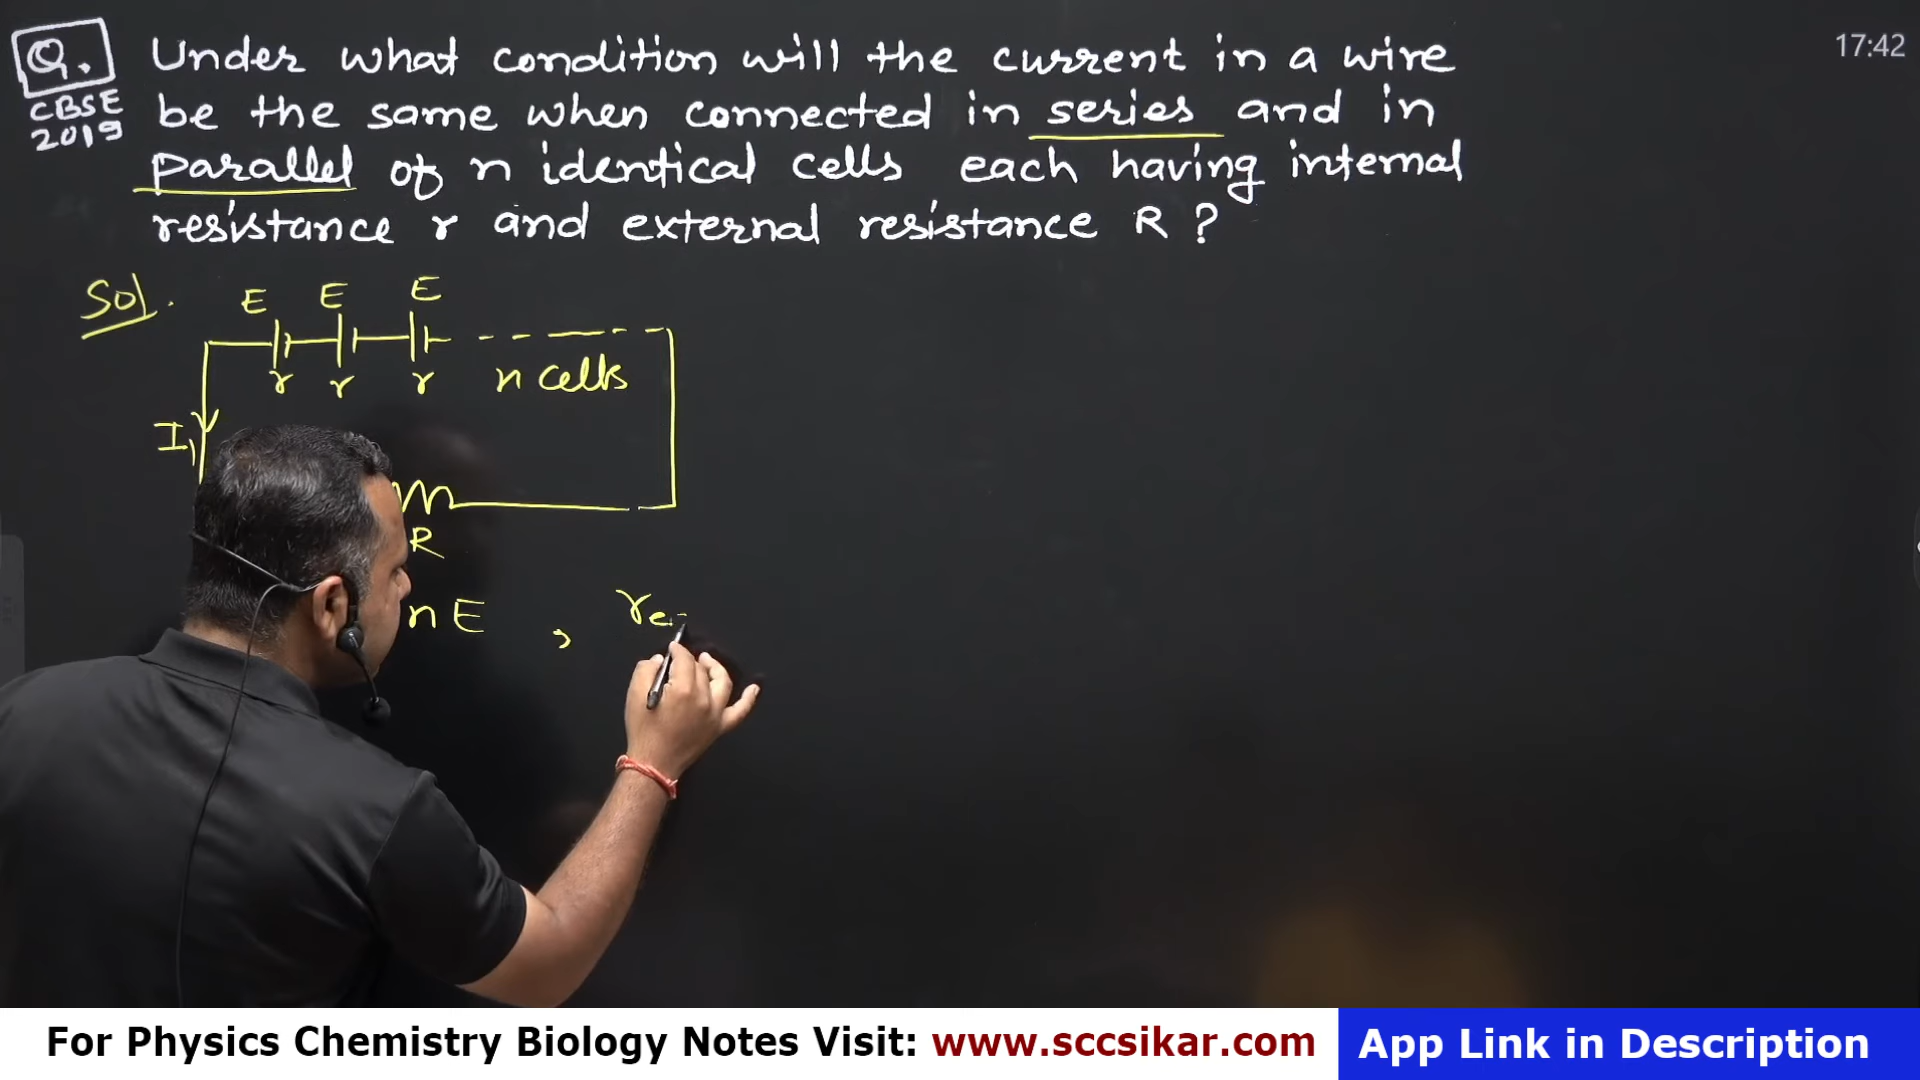 17:42
Q. Under what condition will the current in a wire
CBSE be the same when connected in series and in
2019
parallel of n identical cells each having internal
resistance r and external resistance R ?
Sol.
E E E
r r r n cells
I1
R
nE , re
For Physics Chemistry Biology Notes Visit: www.sccsikar.com App Link in Description